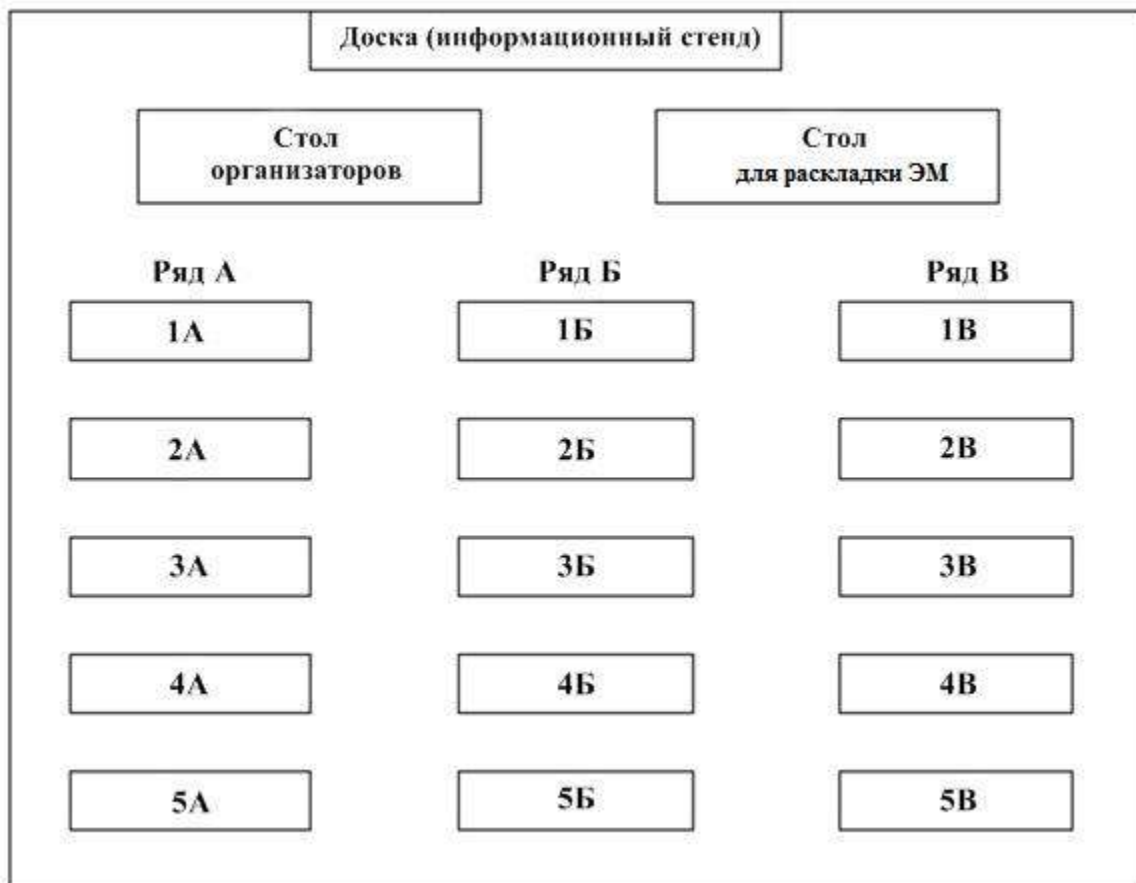 Доска (информационный стенд)
Стол
организаторов
Стол
для раскладки ЭМ
Ряд А
Ряд Б
Ряд В
1А
1Б
1В
2А
2Б
2В
3А
3Б
3В
4А
4Б
4В
5А
5Б
5В